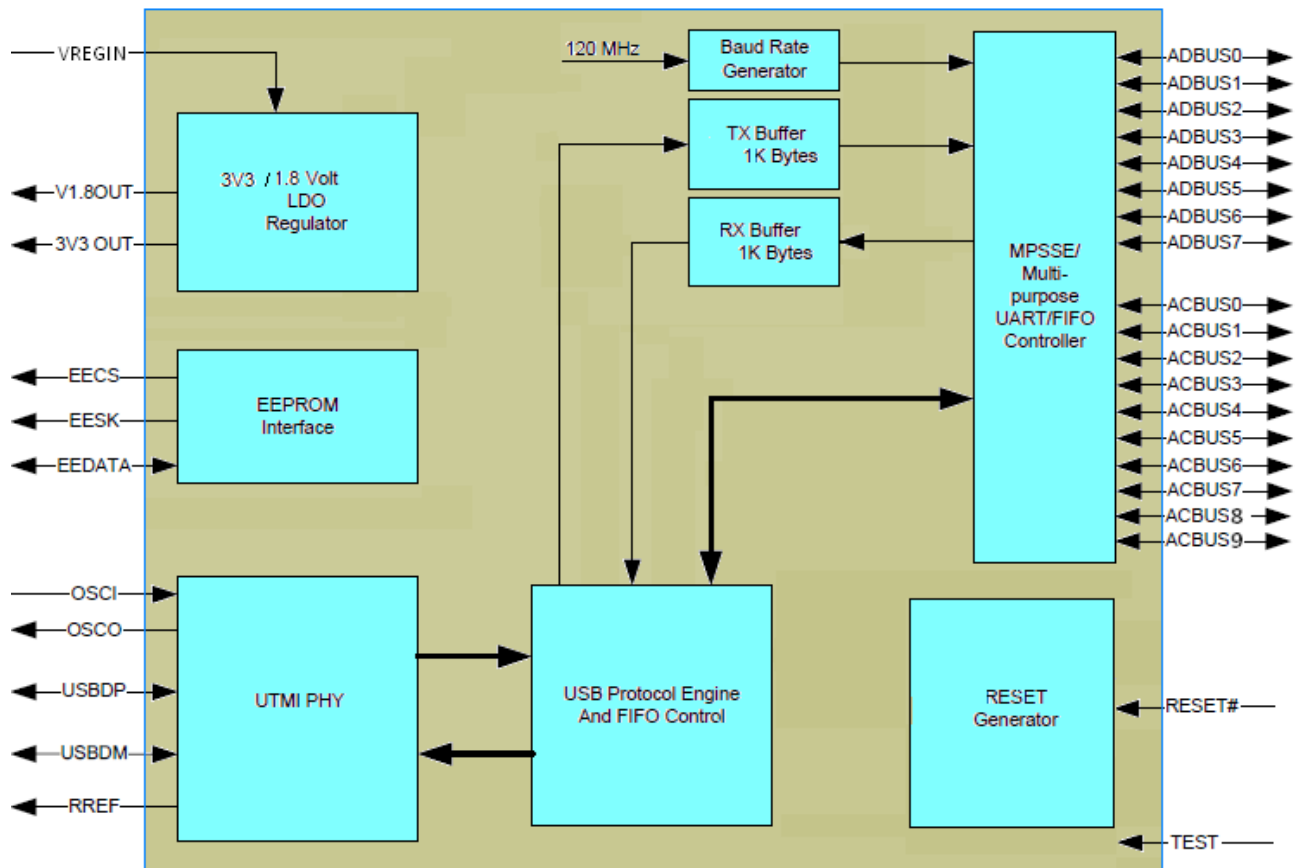 VREGIN
V1.8OUT
3V3 OUT
EECS
EESK
EEDATA
OSCI
OSCO
USBDP
USBDM
RREF
3V3 / 1.8 Volt
LDO
Regulator
EEPROM
Interface
UTMI PHY
120 MHz
Baud Rate
Generator
TX Buffer
1K Bytes
RX Buffer
1K Bytes
USB Protocol Engine
And FIFO Control
MPSSE/
Multi-
purpose
UART/FIFO
Controller
RESET
Generator
ADBUS0
ADBUS1
ADBUS2
ADBUS3
ADBUS4
ADBUS5
ADBUS6
ADBUS7
ACBUS0
ACBUS1
ACBUS2
ACBUS3
ACBUS4
ACBUS5
ACBUS6
ACBUS7
ACBUS8
ACBUS9
RESET#
TEST